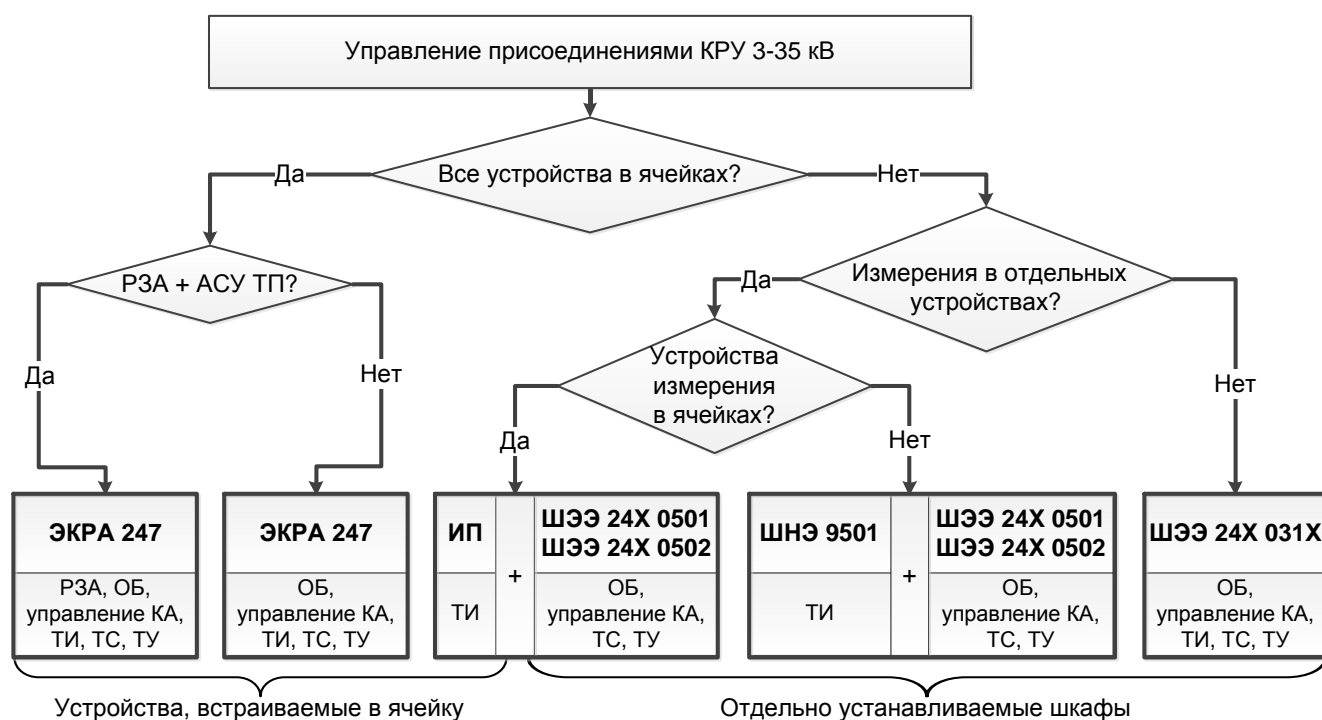 Управление присоединениями КРУ 3-35 кВ
Все устройства в ячейках?
Да
Нет
РЗА + АСУ ТП?
Измерения в отдельных
устройствах?
Да
Устройства
измерения
в ячейках?
Да
Нет
Нет
Да
Нет
ЭКРА 247
РЗА, ОБ,
управление КА,
ТИ, ТС, ТУ
ЭКРА 247
ОБ,
управление КА,
ТИ, ТС, ТУ
ИП
ТИ
+
ШЭЭ 24Х 0501
ШЭЭ 24Х 0502
ОБ,
управление КА,
ТС, ТУ
ШНЭ 9501
ТИ
+
ШЭЭ 24Х 0501
ШЭЭ 24Х 0502
ОБ,
управление КА,
ТС, ТУ
ШЭЭ 24Х 031Х
ОБ,
управление КА,
ТИ, ТС, ТУ
Устройства, встраиваемые в ячейку
Отдельно устанавливаемые шкафы